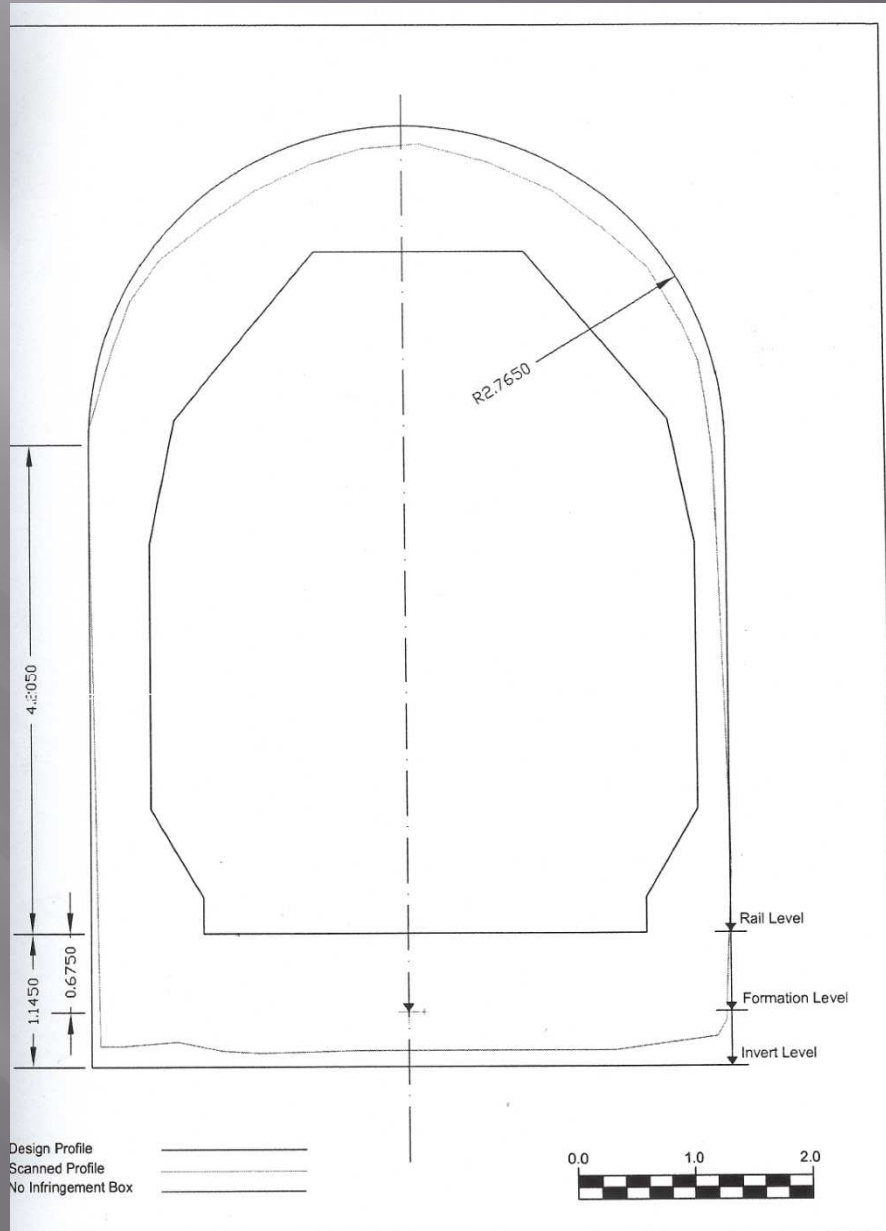 R2.7650
4.2050
Rail Level
0.6750
1.1450
Formation Level
Invert Level
Design Profile
Scanned Profile
No Infringement Box
0.0 1.0 2.0